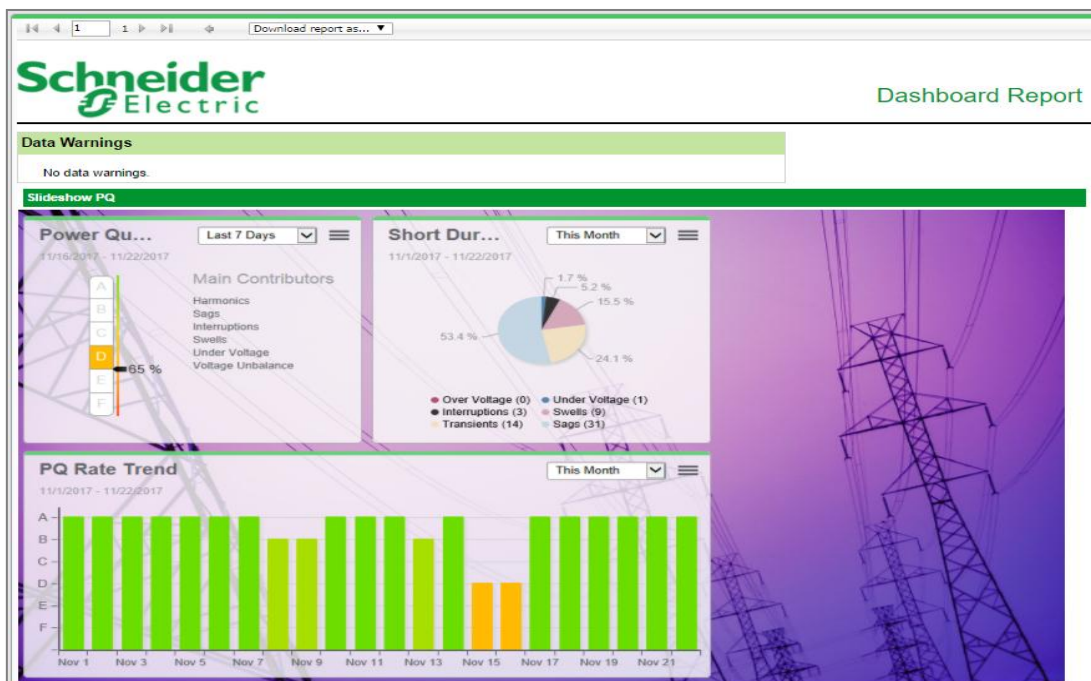 1 1 Download report as... ▼
Schneider
Electric
Dashboard Report
Data Warnings
No data warnings.
Slideshow PQ
Power Qu...
Last 7 Days
11/16/2017 - 11/22/2017
Main Contributors
Harmonics
Sags
Interruptions
Swells
Under Voltage
Voltage Unbalance
A
B
C
D
65 %
E
F
Short Dur...
This Month
11/1/2017 - 11/22/2017
1.7 %
5.2 %
15.5 %
53.4 %
24.1 %
Over Voltage (0) Under Voltage (1)
Interruptions (3) Swells (9)
Transients (14) Sags (31)
PQ Rate Trend
This Month
11/1/2017 - 11/22/2017
A
B
C
D
E
F
Nov 1 Nov 3 Nov 5 Nov 7 Nov 9 Nov 11 Nov 13 Nov 15 Nov 17 Nov 19 Nov 21